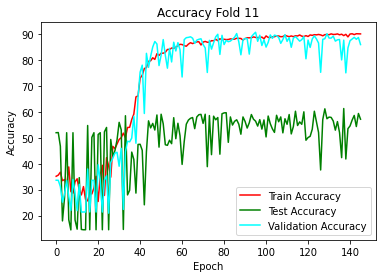 Accuracy Fold 11
Accuracy
90
80
70
60
50
40
30
20
Train Accuracy
Test Accuracy
Validation Accuracy
0 20 40 60 80 100 120 140
Epoch